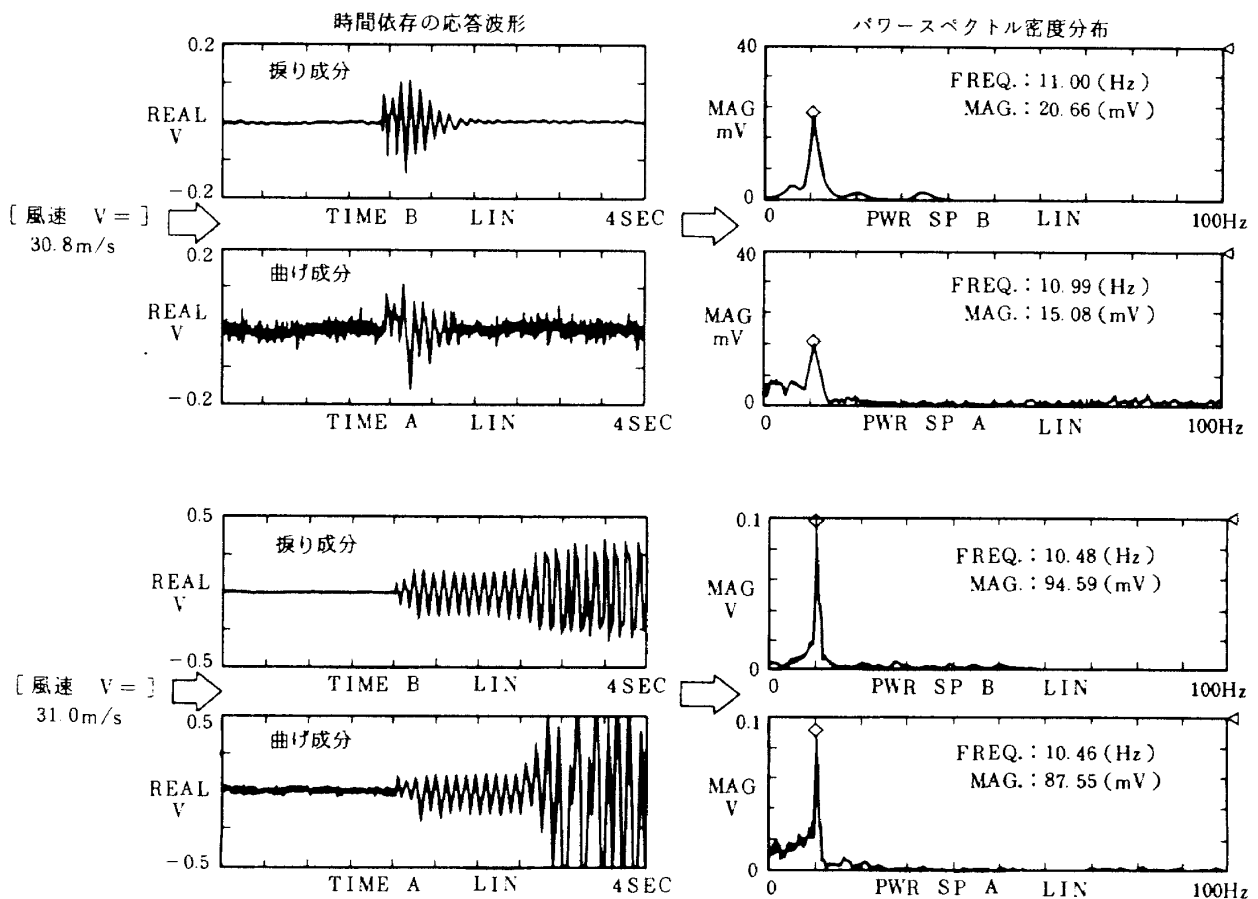 時間依存の応答波形
パワースペクトル密度分布
0.2
捩り成分
REAL
V
-0.2
TIME B LIN 4SEC
40
FREQ.:11.00(Hz)
MAG.:20.66(mV)
MAG
mV
0
0 PWR SP B LIN 100Hz
[風速 V=]
30.8m/s
0.2
曲げ成分
REAL
V
-0.2
TIME A LIN 4SEC
40
FREQ.:10.99(Hz)
MAG.:15.08(mV)
MAG
mV
0
0 PWR SP A LIN 100Hz
0.5
捩り成分
REAL
V
-0.5
TIME B LIN 4SEC
0.1
FREQ.:10.48(Hz)
MAG.:94.59(mV)
MAG
V
0
0 PWR SP B LIN 100Hz
[風速 V=]
31.0m/s
0.5
曲げ成分
REAL
V
-0.5
TIME A LIN 4SEC
0.1
FREQ.:10.46(Hz)
MAG.:87.55(mV)
MAG
V
0
0 PWR SP A LIN 100Hz